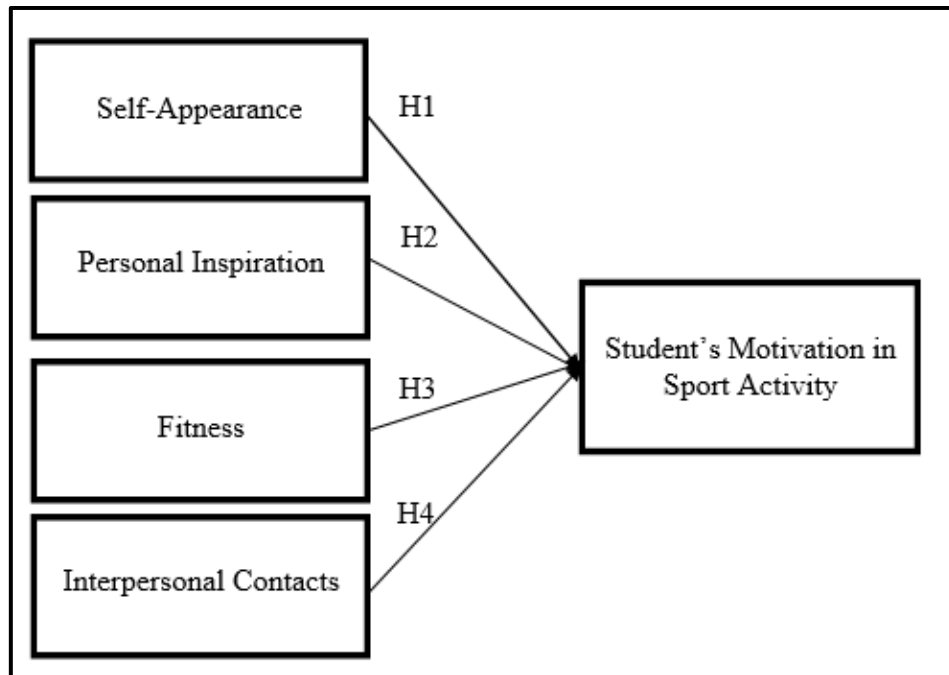 Self-Appearance
H1
Personal Inspiration
H2
Fitness
H3
Interpersonal Contacts
H4
Student’s Motivation in
Sport Activity